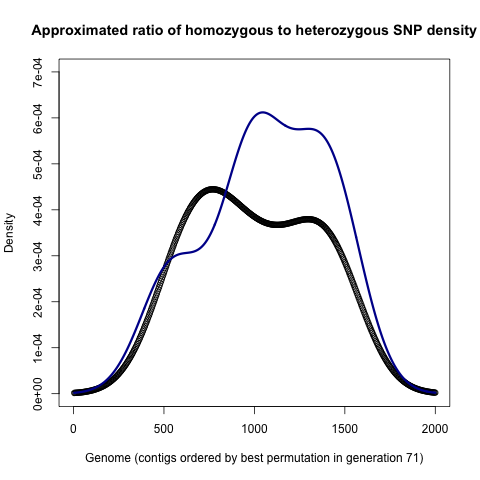 Approximated ratio of homozygous to heterozygous SNP density
7e-04
6e-04
5e-04
4e-04
3e-04
2e-04
1e-04
0e+00
Density
0 500 1000 1500 2000
Genome (contigs ordered by best permutation in generation 71)